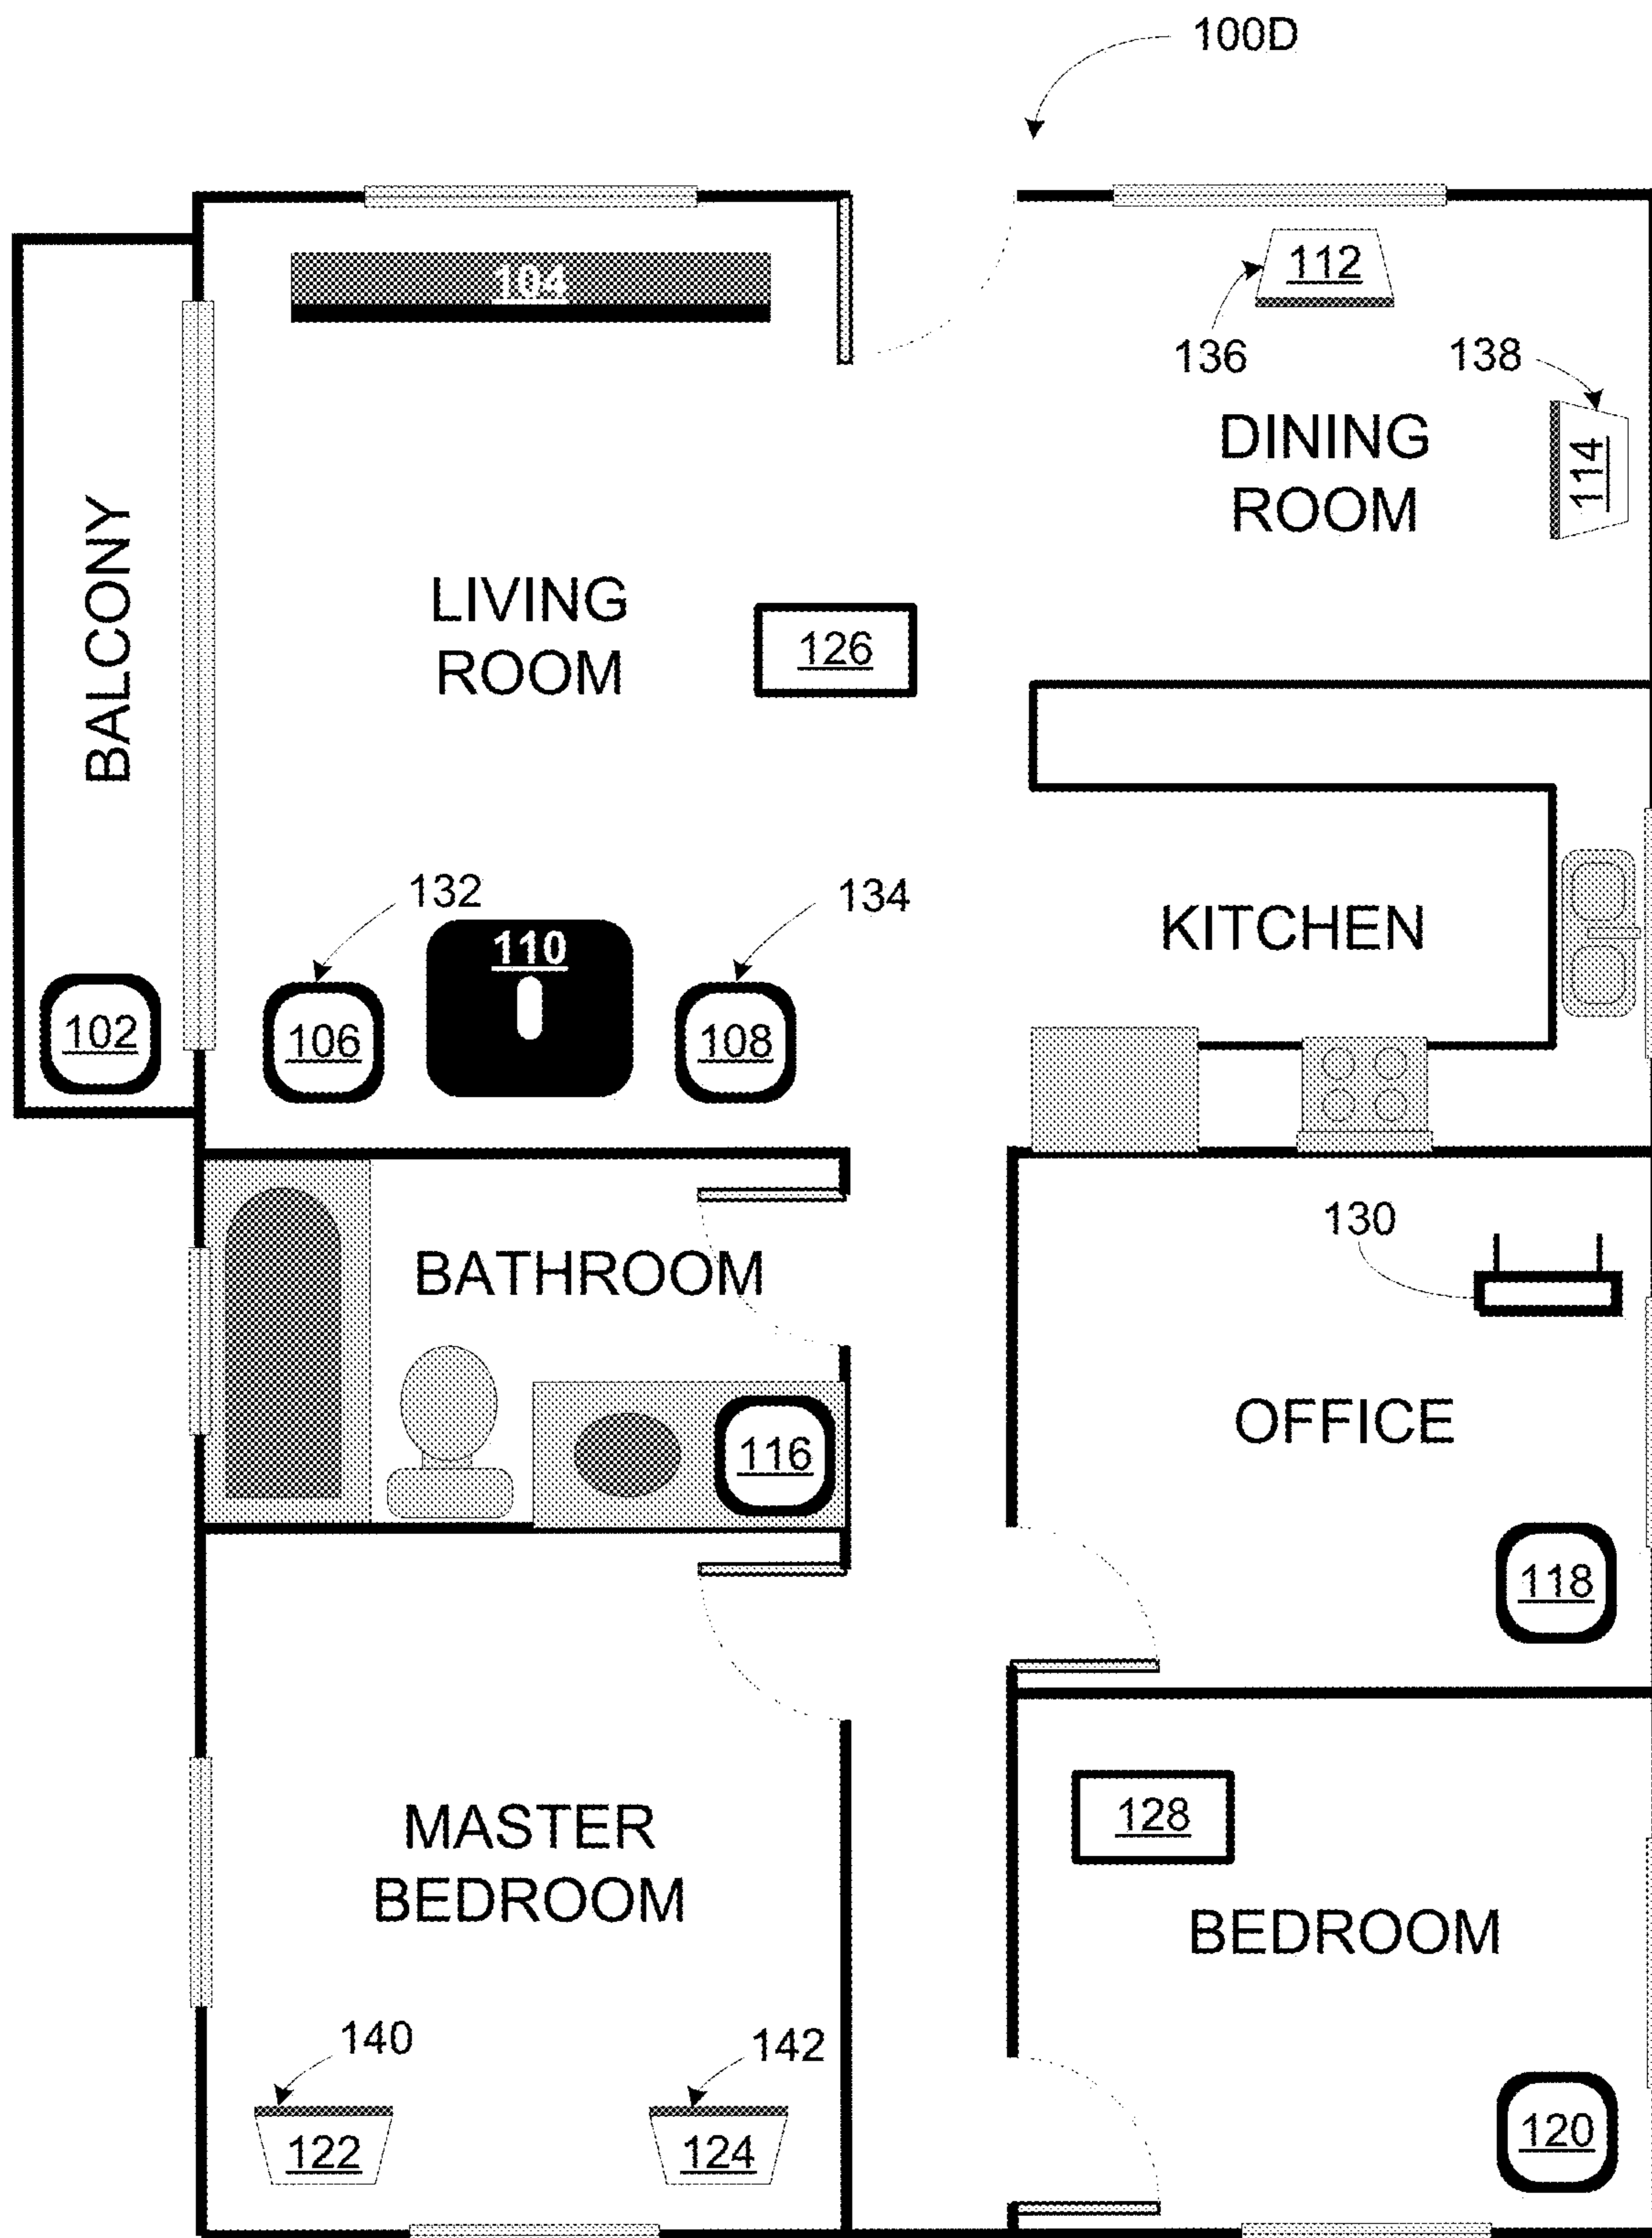 100D
104
112
136
138
114
DINING
ROOM
BALCONY
LIVING
ROOM
126
132
134
110
KITCHEN
102
106
108
130
BATHROOM
OFFICE
116
118
MASTER
BEDROOM
128
BEDROOM
140
142
122
124
120